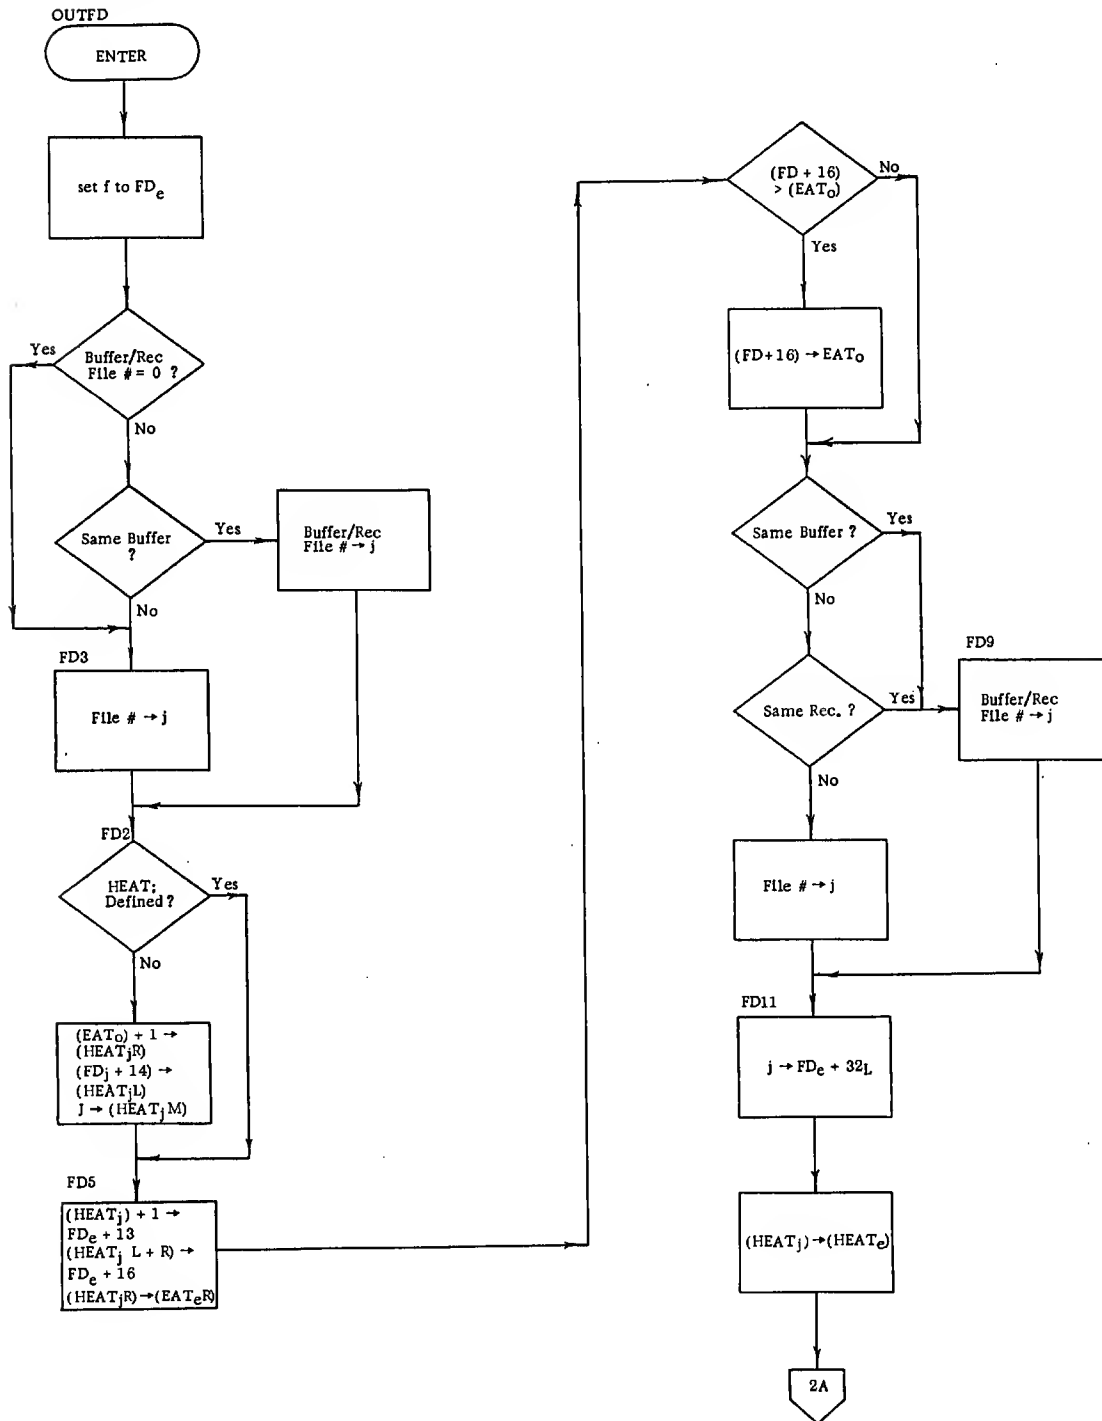 OUTFD
ENTER
set f to FDe
Yes
Buffer/Rec
File # = 0 ?
No
Same Buffer
?
Yes
Buffer/Rec
File # → j
No
FD3
File # → j
FD2
HEAT;
Defined ?
Yes
No
(EATo) + 1 →
(HEATjR)
(FDj + 14) →
(HEATjL)
J → (HEATj M)
FD5
(HEATj) + 1 →
FDe + 13
(HEATj L + R) →
FDe + 16
(HEATjR) → (EATeR)
(FD + 16)
> (EATo)
No
Yes
(FD+16) → EATo
Same Buffer ?
Yes
No
Same Rec. ?
Yes
FD9
Buffer/Rec
File # → j
No
File # → j
FD11
j → FDe + 32L
(HEATj) → (HEATe)
2A